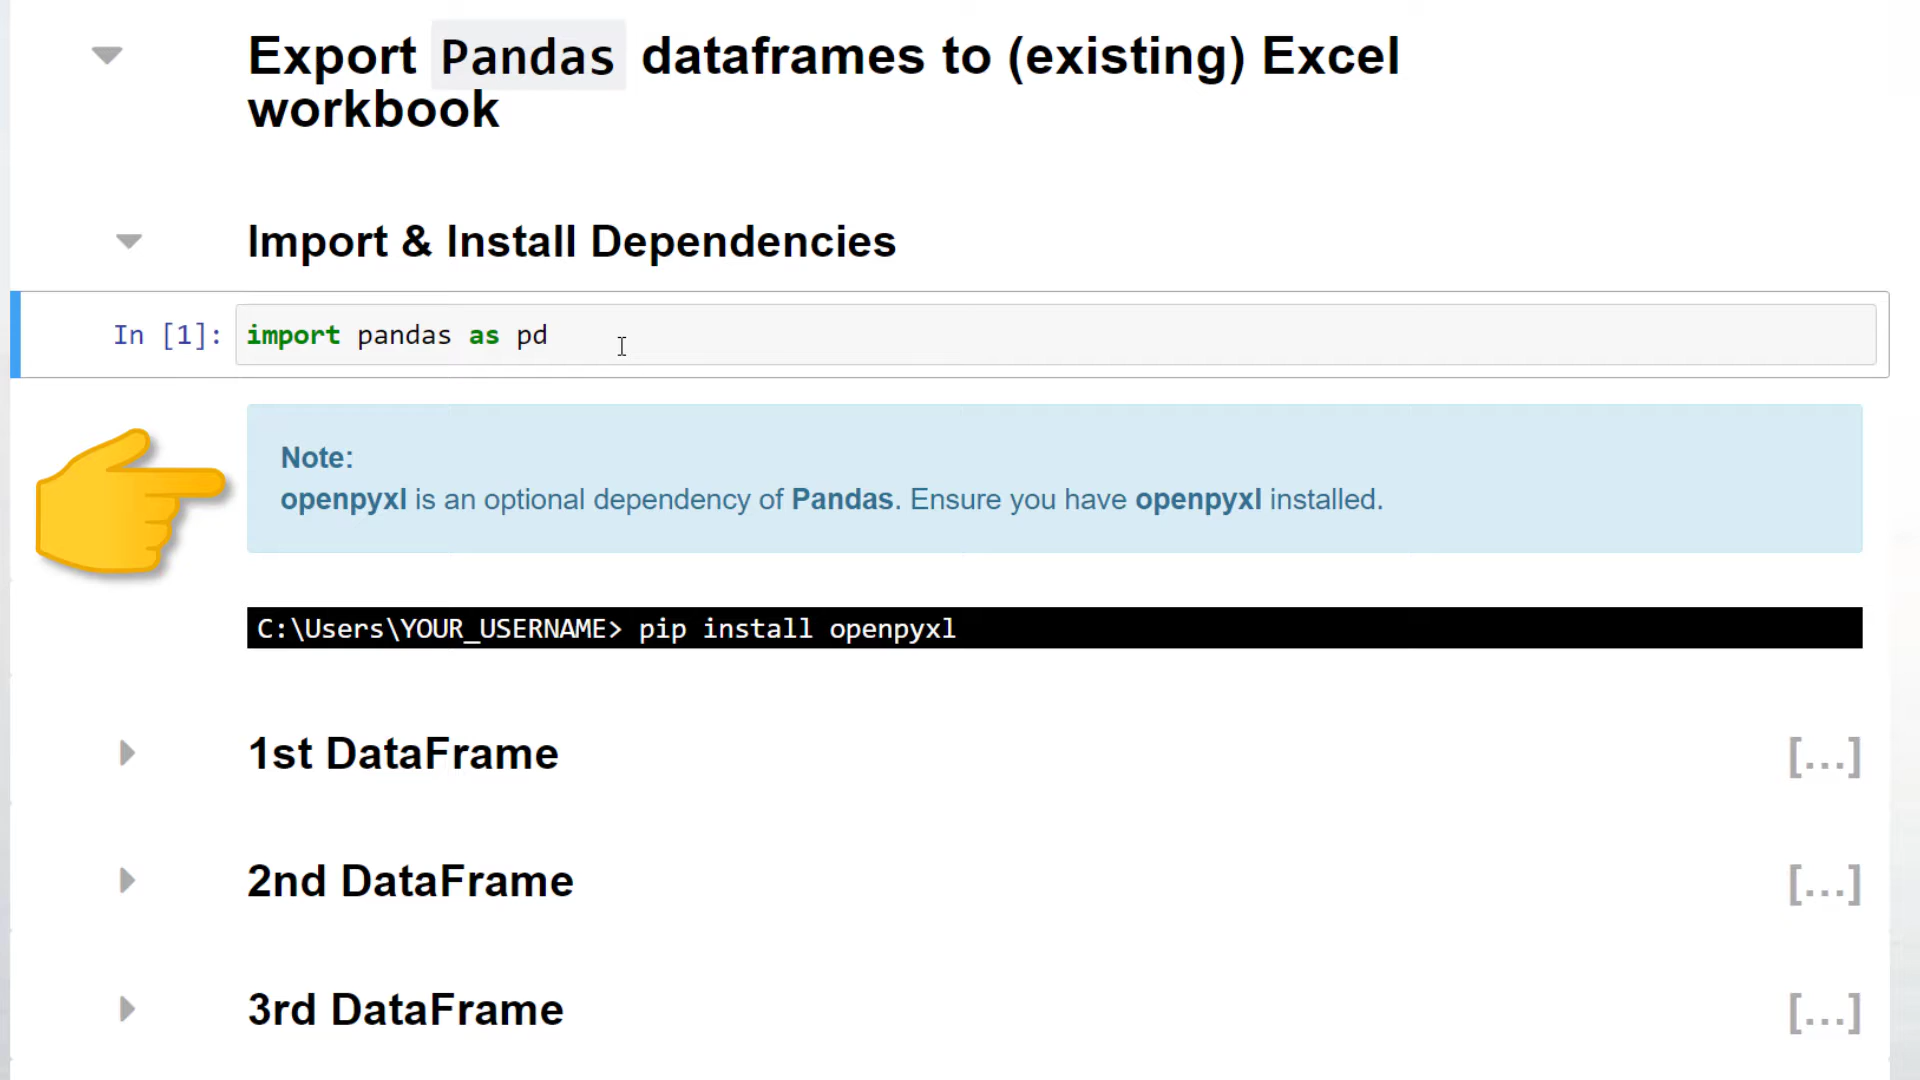 Export Pandas dataframes to (existing) Excel
workbook
Import & Install Dependencies
In [1]: import pandas as pd
Note:
openpyxl is an optional dependency of Pandas. Ensure you have openpyxl installed.
C:\Users\YOUR_USERNAME> pip install openpyxl
1st DataFrame [...]
2nd DataFrame [...]
3rd DataFrame [...]